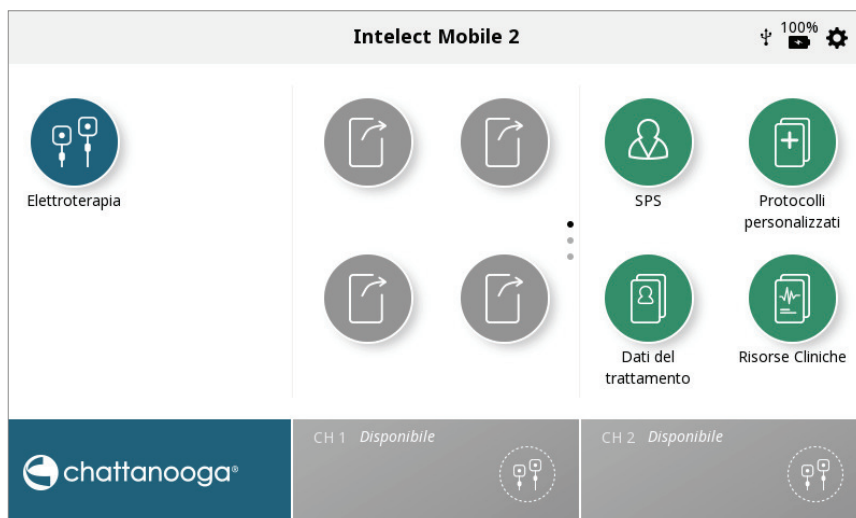 Intelect Mobile 2
100%
Elettroterapia
SPS
Protocolli
personalizzati
Dati del
trattamento
Risorse Cliniche
chattanooga®
CH 1 Disponibile
CH 2 Disponibile